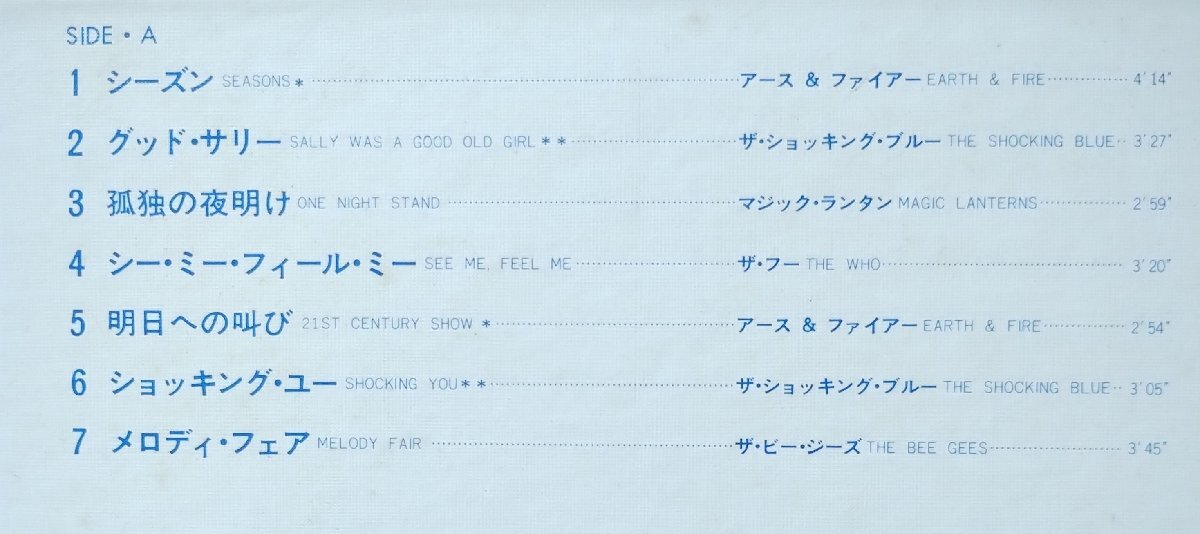 SIDE・A
1 シーズン SEASONS * アース & ファイアー EARTH & FIRE 4'14"
2 グッド・サリー SALLY WAS A GOOD OLD GIRL ** ザ・ショッキング・ブルー THE SHOCKING BLUE 3'27"
3 孤独の夜明け ONE NIGHT STAND マジック・ランタン MAGIC LANTERNS 2'59"
4 シー・ミー・フィール・ミー SEE ME, FEEL ME ザ・フー THE WHO 3'20"
5 明日への叫び 21ST CENTURY SHOW * アース & ファイアー EARTH & FIRE 2'54"
6 ショッキング・ユー SHOCKING YOU ** ザ・ショッキング・ブルー THE SHOCKING BLUE 3'05"
7 メロディ・フェア MELODY FAIR ザ・ビー・ジーズ THE BEE GEES 3'45"